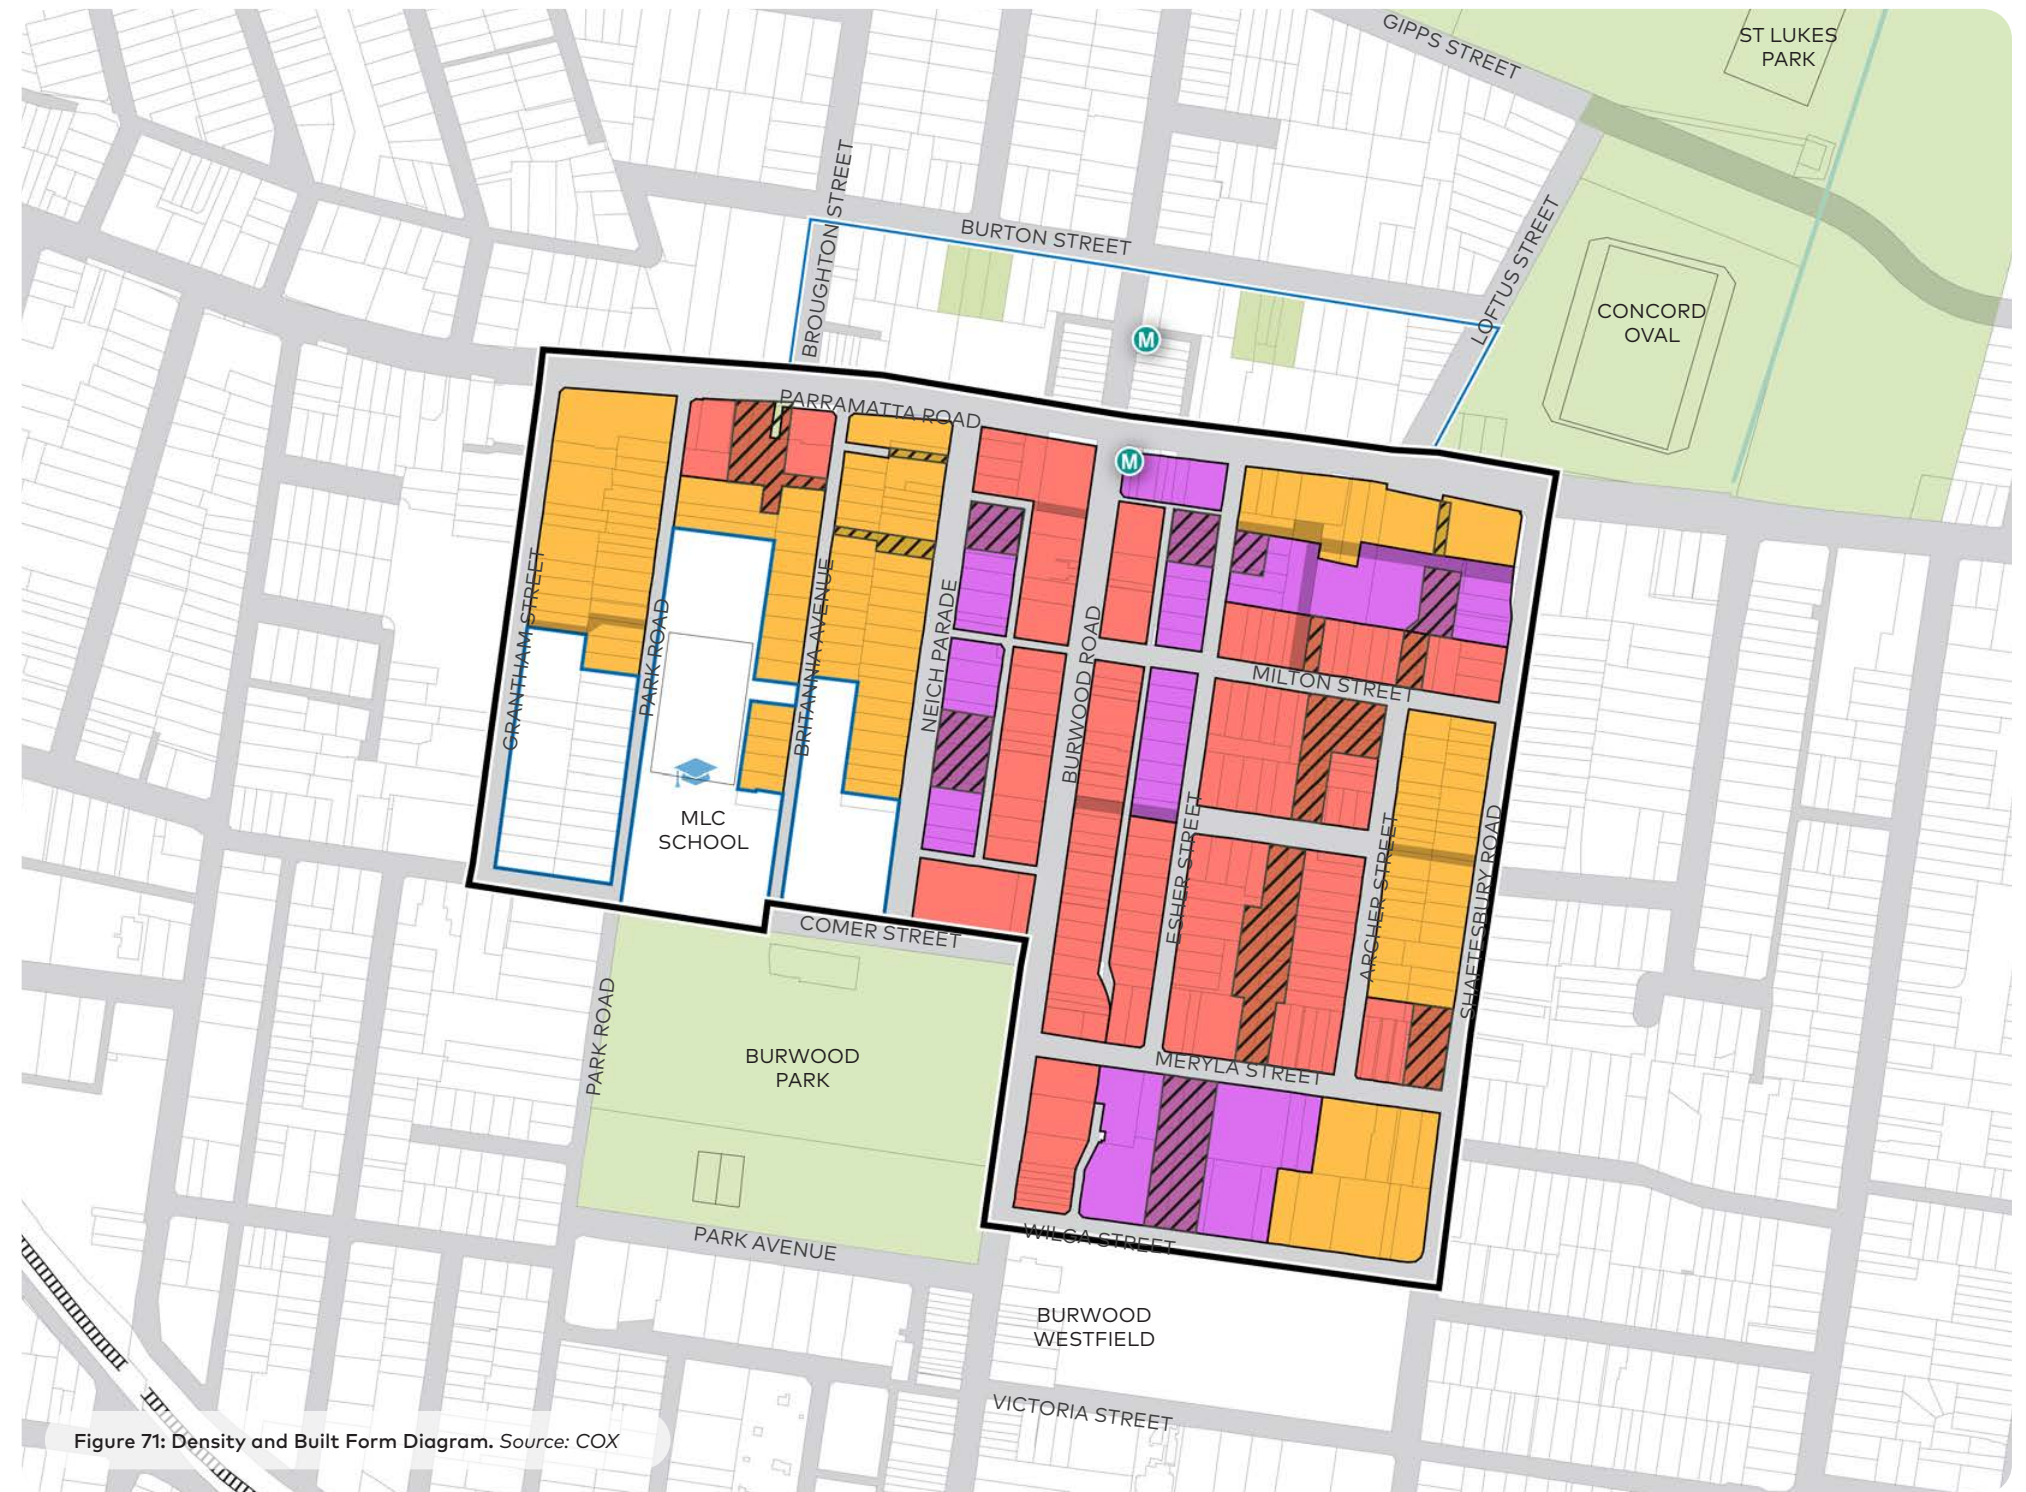 GIPPS STREET
ST LUKES
PARK
BROUGHTON STREET
BURTON STREET
LOFTUS STREET
CONCORD
OVAL
M
PARRAMATTA ROAD
M
GRANTHAM STREET
PARK ROAD
BRITANNIA AVENUE
NEICH PARADE
BURWOOD ROAD
MILTON STREET
MLC
SCHOOL
ESHER STREET
ARCHER STREET
SHAFTESBURY ROAD
COMER STREET
PARK ROAD
BURWOOD
PARK
MERYLA STREET
PARK AVENUE
WILGA STREET
BURWOOD
WESTFIELD
VICTORIA STREET
Figure 71: Density and Built Form Diagram. Source: COX